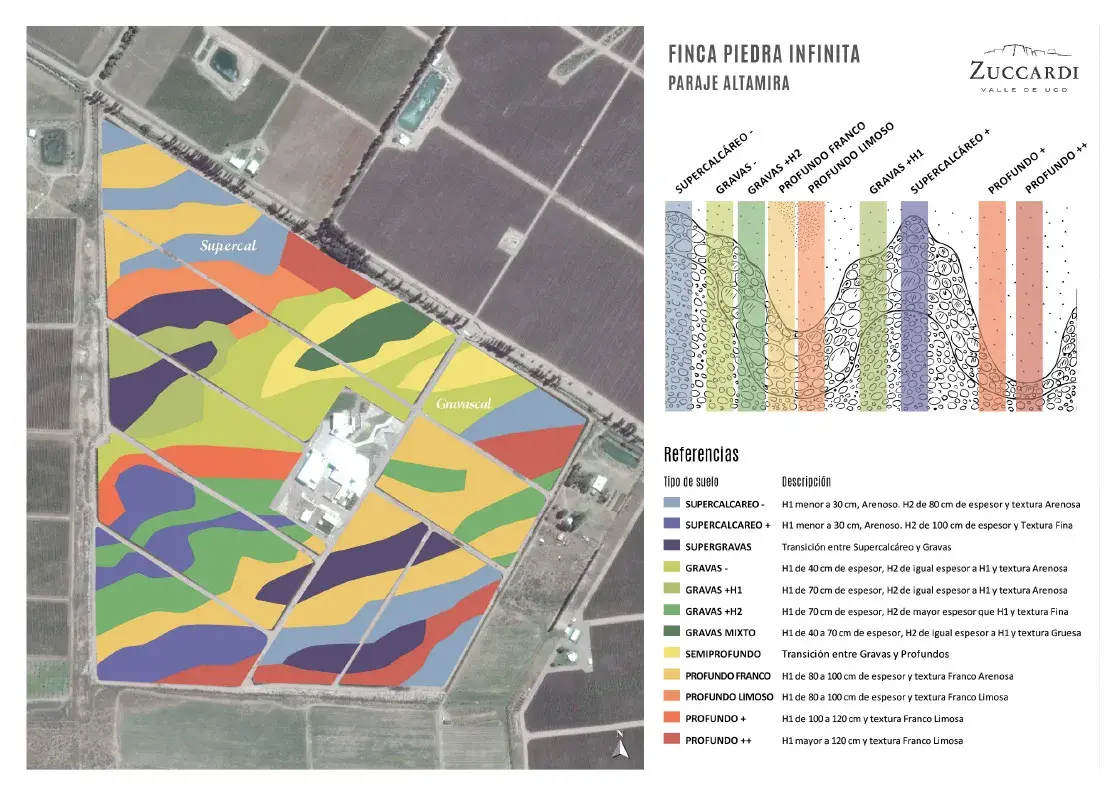 FINCA PIEDRA INFINITA
PARAJE ALTAMIRA
ZUCCARDI
VALLE DE UCO
SUPERCALCÁREO -
GRAVAS -
GRAVAS +H2
PROFUNDO FRANCO
PROFUNDO LIMOSO
GRAVAS +H1
SUPERCALCÁREO +
PROFUNDO +
PROFUNDO ++
Supercal
Gravascal
N
Referencias
Tipo de suelo Descripción
SUPERCALCAREO - H1 menor a 30 cm, Arenoso. H2 de 80 cm de espesor y textura Arenosa
SUPERCALCAREO + H1 menor a 30 cm, Arenoso. H2 de 100 cm de espesor y Textura Fina
SUPERGRAVAS Transición entre Supercalcáreo y Gravas
GRAVAS - H1 de 40 cm de espesor, H2 de igual espesor a H1 y textura Arenosa
GRAVAS +H1 H1 de 70 cm de espesor, H2 de igual espesor a H1 y textura Arenosa
GRAVAS +H2 H1 de 70 cm de espesor, H2 de mayor espesor que H1 y textura Fina
GRAVAS MIXTO H1 de 40 a 70 cm de espesor, H2 de igual espesor a H1 y textura Gruesa
SEMIPROFUNDO Transición entre Gravas y Profundos
PROFUNDO FRANCO H1 de 80 a 100 cm de espesor y textura Franco Arenosa
PROFUNDO LIMOSO H1 de 80 a 100 cm de espesor y textura Franco Limosa
PROFUNDO + H1 de 100 a 120 cm y textura Franco Limosa
PROFUNDO ++ H1 mayor a 120 cm y textura Franco Limosa